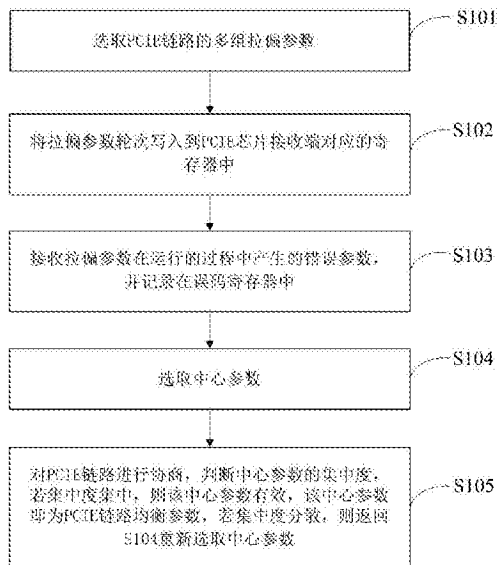 S101
选取PCIE链路的多组拉偏参数
S102
将拉偏参数轮次写入到PCIE芯片接收端对应的寄
存器中
S103
接收拉偏参数在运行的过程中产生的错误参数，
并记录在误码寄存器中
S104
选取中心参数
S105
对PCIE链路进行协商，判断中心参数的集中度，
若集中度集中，则该中心参数有效，该中心参数
即为PCIE链路均衡参数，若集中度分散，则返回
S104重新选取中心参数